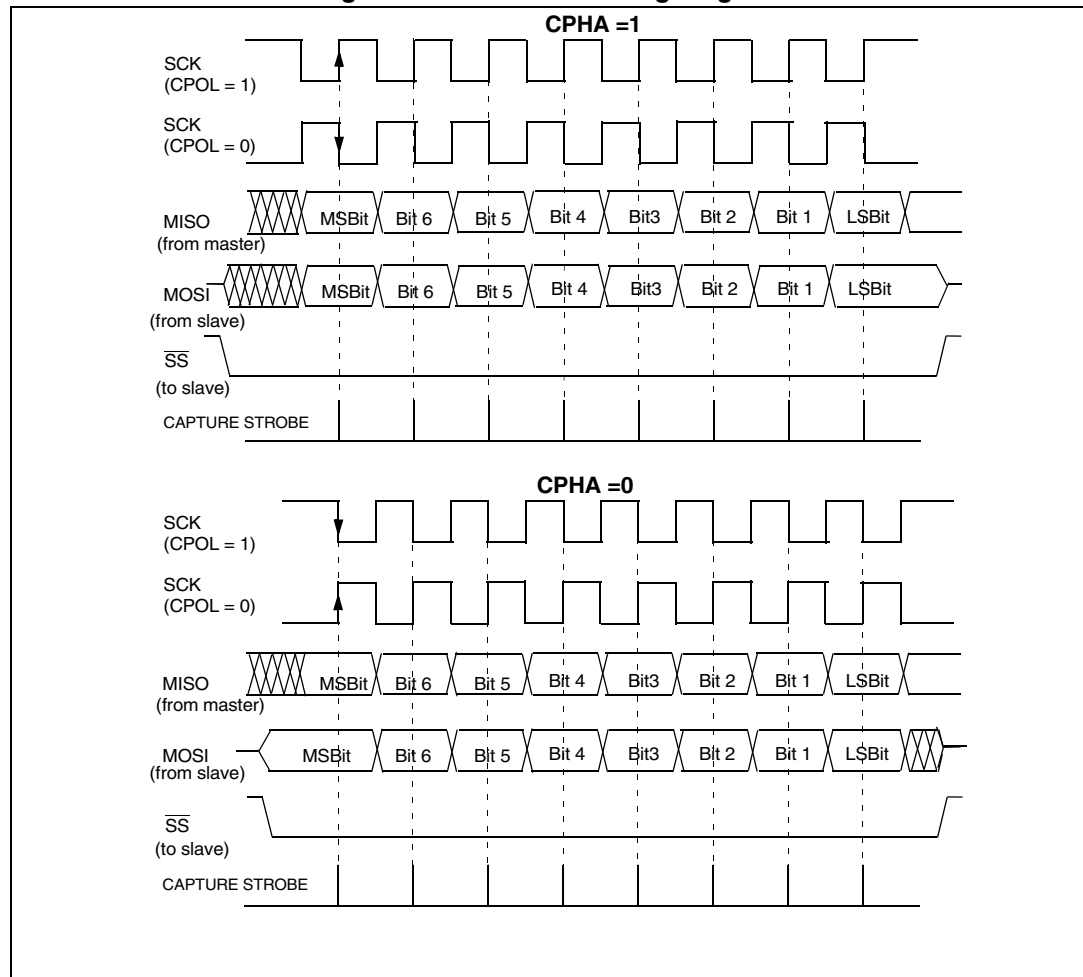 CPHA =1
SCK
(CPOL = 1)
SCK
(CPOL = 0)
MISO
(from master)
MSBit Bit 6 Bit 5 Bit 4 Bit3 Bit 2 Bit 1 LSBit
MOSI
(from slave)
MSBit Bit 6 Bit 5 Bit 4 Bit3 Bit 2 Bit 1 LSBit
SS
(to slave)
CAPTURE STROBE
CPHA =0
SCK
(CPOL = 1)
SCK
(CPOL = 0)
MISO
(from master)
MSBit Bit 6 Bit 5 Bit 4 Bit3 Bit 2 Bit 1 LSBit
MOSI
(from slave)
MSBit Bit 6 Bit 5 Bit 4 Bit3 Bit 2 Bit 1 LSBit
SS
(to slave)
CAPTURE STROBE